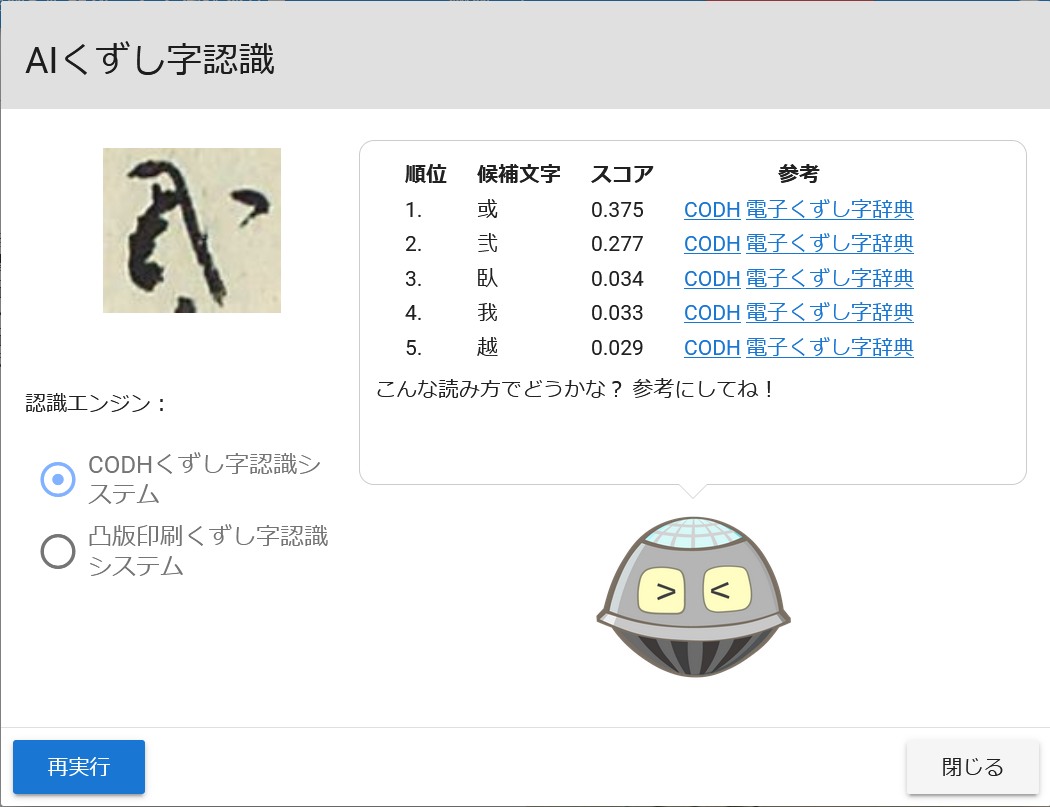 AIくずし字認識
順位 候補文字 スコア 参考
1. 或 0.375 CODH 電子くずし字辞典
2. 弐 0.277 CODH 電子くずし字辞典
3. 臥 0.034 CODH 電子くずし字辞典
4. 我 0.033 CODH 電子くずし字辞典
5. 越 0.029 CODH 電子くずし字辞典
こんな読み方でどうかな？ 参考にしてね！
認識エンジン：
CODHくずし字認識シ
ステム
凸版印刷くずし字認識
システム
再実行
閉じる